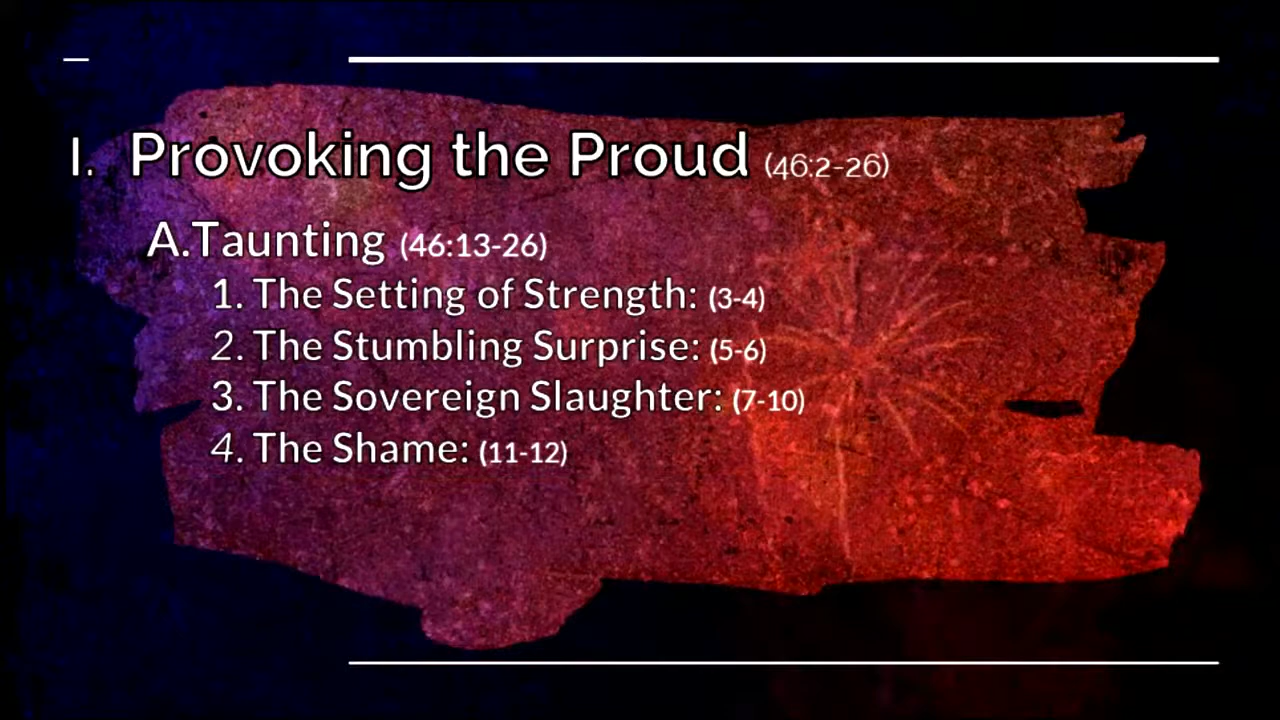 I. Provoking the Proud (46:2-26)
A.Taunting (46:13-26)
1. The Setting of Strength: (3-4)
2. The Stumbling Surprise: (5-6)
3. The Sovereign Slaughter: (7-10)
4. The Shame: (11-12)